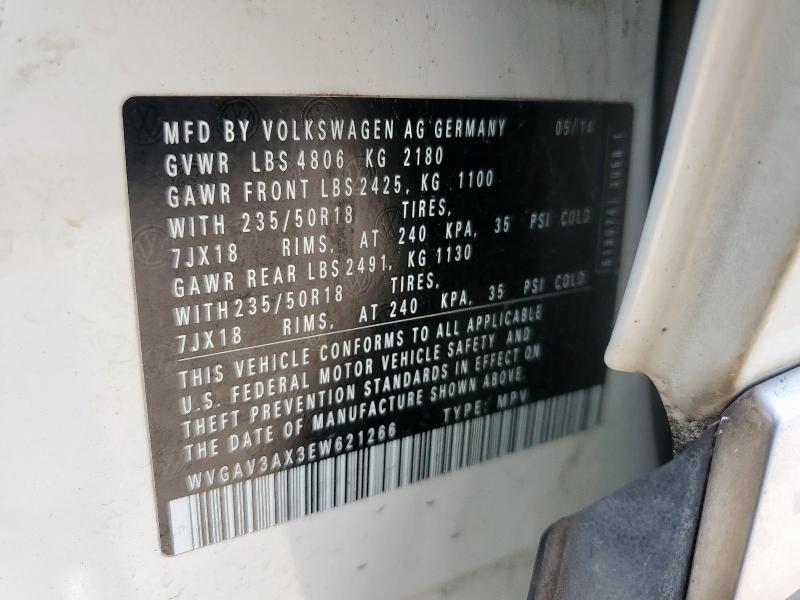 MFD BY VOLKSWAGEN AG GERMANY 05/14
GVWR LBS 4806 KG 2180
GAWR FRONT LBS 2425, KG 1100
WITH 235/50R18 TIRES,
7JX18 RIMS, AT 240 KPA, 35 PSI COLD
GAWR REAR LBS 2491, KG 1130
WITH 235/50R18 TIRES,
7JX18 RIMS, AT 240 KPA, 35 PSI COLD
THIS VEHICLE CONFORMS TO ALL APPLICABLE
U.S. FEDERAL MOTOR VEHICLE SAFETY AND
THEFT PREVENTION STANDARDS IN EFFECT ON
DATE OF MANUFACTURE SHOWN ABOVE.
WVGAV3AX3EW621266 TYPE: MPV